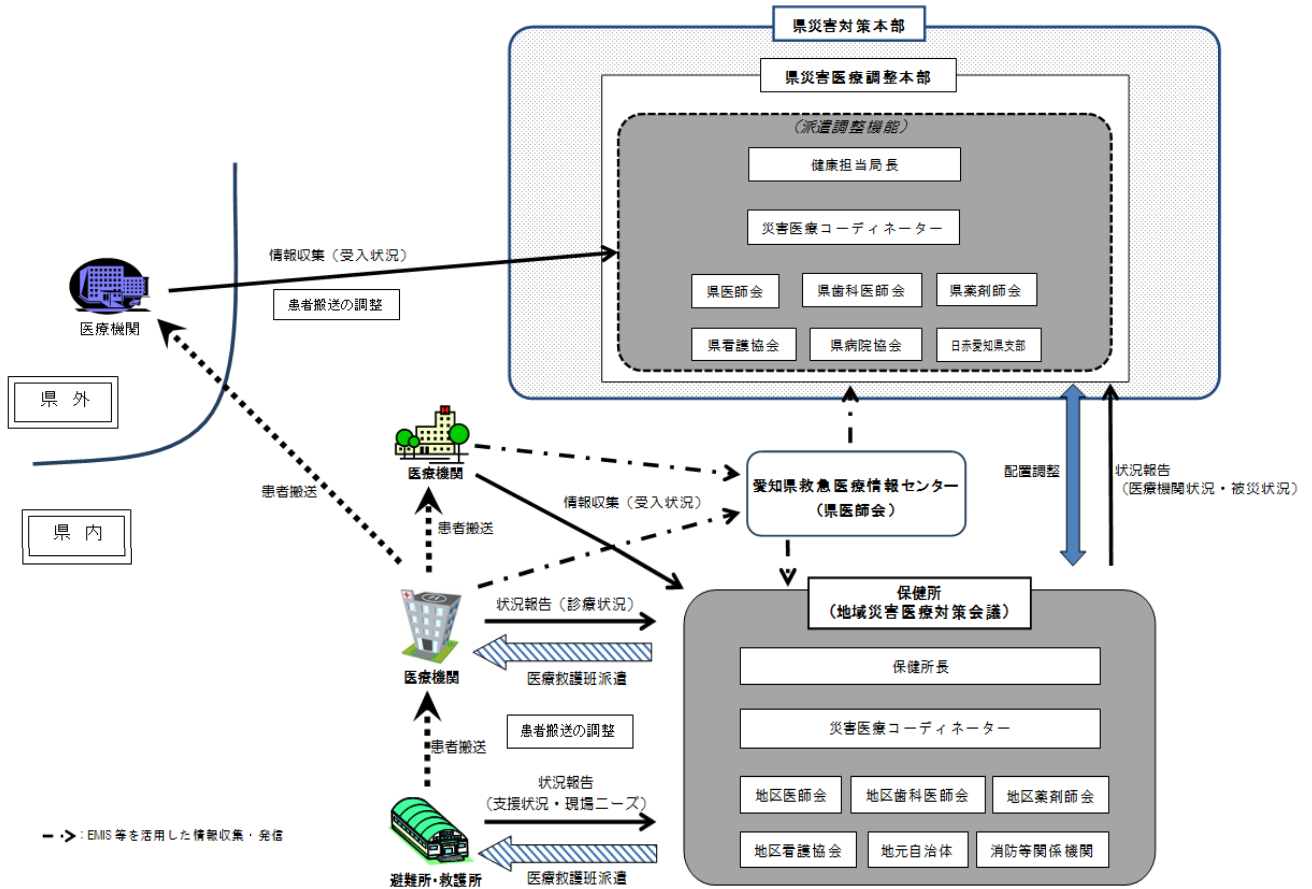 県災害対策本部
県災害医療調整本部
(派遣調整機能)
健康担当局長
災害医療コーディネーター
県医師会
県歯科医師会
県薬剤師会
県看護協会
県病院協会
日赤愛知県支部
情報収集(受入状況)
患者搬送の調整
医療機関
県 外
県 内
患者搬送
H
医療機関
患者搬送
情報収集(受入状況)
愛知県救急医療情報センター
(県医師会)
配置調整
状況報告
(医療機関状況・被災状況)
保健所
(地域災害医療対策会議)
保健所長
災害医療コーディネーター
地区医師会
地区歯科医師会
地区薬剤師会
地区看護協会
地元自治体
消防等関係機関
状況報告(診療状況)
医療救護班派遣
医療機関
患者搬送の調整
患者搬送
状況報告
(支援状況・現場ニーズ)
医療救護班派遣
避難所・救護所
:EMIS 等を活用した情報収集・発信